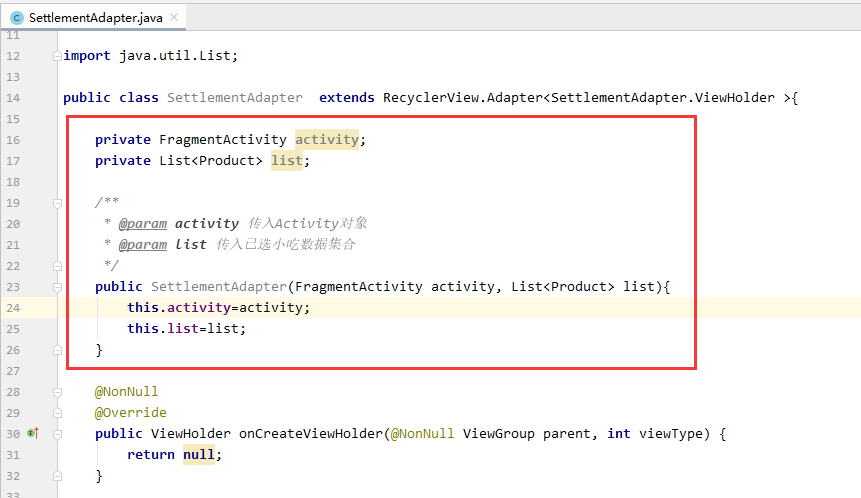 SettlementAdapter.java
11
12 import java.util.List;
13
14 public class SettlementAdapter  extends RecyclerView.Adapter<SettlementAdapter.ViewHolder >{
15
16     private FragmentActivity activity;
17     private List<Product> list;
18
19     /**
20      * @param activity 传入Activity对象
21      * @param list 传入已选小吃数据集合
22      */
23     public SettlementAdapter(FragmentActivity activity, List<Product> list){
24         this.activity=activity;
25         this.list=list;
26     }
27
28     @NonNull
29     @Override
30     public ViewHolder onCreateViewHolder(@NonNull ViewGroup parent, int viewType) {
31         return null;
32     }
33